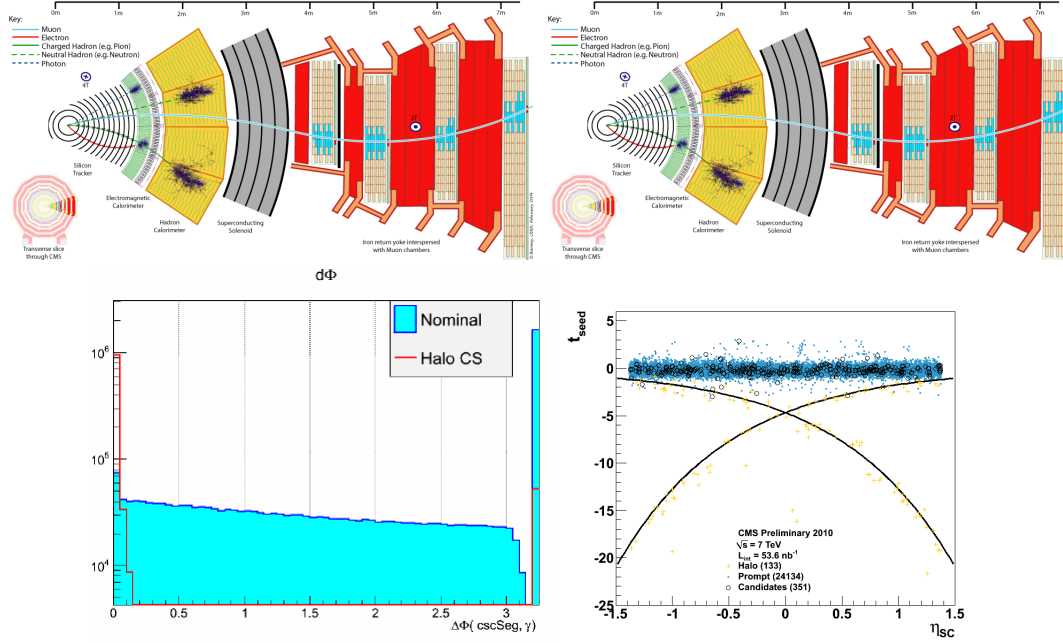 0m 1m 2m 3m 4m 5m 6m 7m
Key:
Muon
Electron
Charged Hadron (e.g. Pion)
Neutral Hadron (e.g. Neutron)
Photon
4T
2T
Silicon
Tracker
Electromagnetic
Calorimeter
Hadron
Calorimeter
Superconducting
Solenoid
Iron return yoke interspersed
with Muon chambers
Transverse slice
through CMS
0m 1m 2m 3m 4m 5m 6m 7m
Key:
Muon
Electron
Charged Hadron (e.g. Pion)
Neutral Hadron (e.g. Neutron)
Photon
4T
2T
Silicon
Tracker
Electromagnetic
Calorimeter
Hadron
Calorimeter
Superconducting
Solenoid
Iron return yoke interspersed
with Muon chambers
Transverse slice
through CMS
dΦ
Nominal
Halo CS
10⁶
10⁵
10⁴
0 0.5 1 1.5 2 2.5 3
ΔΦ( cscSeg, γ)
t_seed
5
0
-5
-10
-15
-20
-25
CMS Preliminary 2010
√s = 7 TeV
L_int = 53.6 nb⁻¹
Halo (133)
Prompt (24134)
Candidates (351)
-1.5 -1 -0.5 0 0.5 1 1.5
η_SC